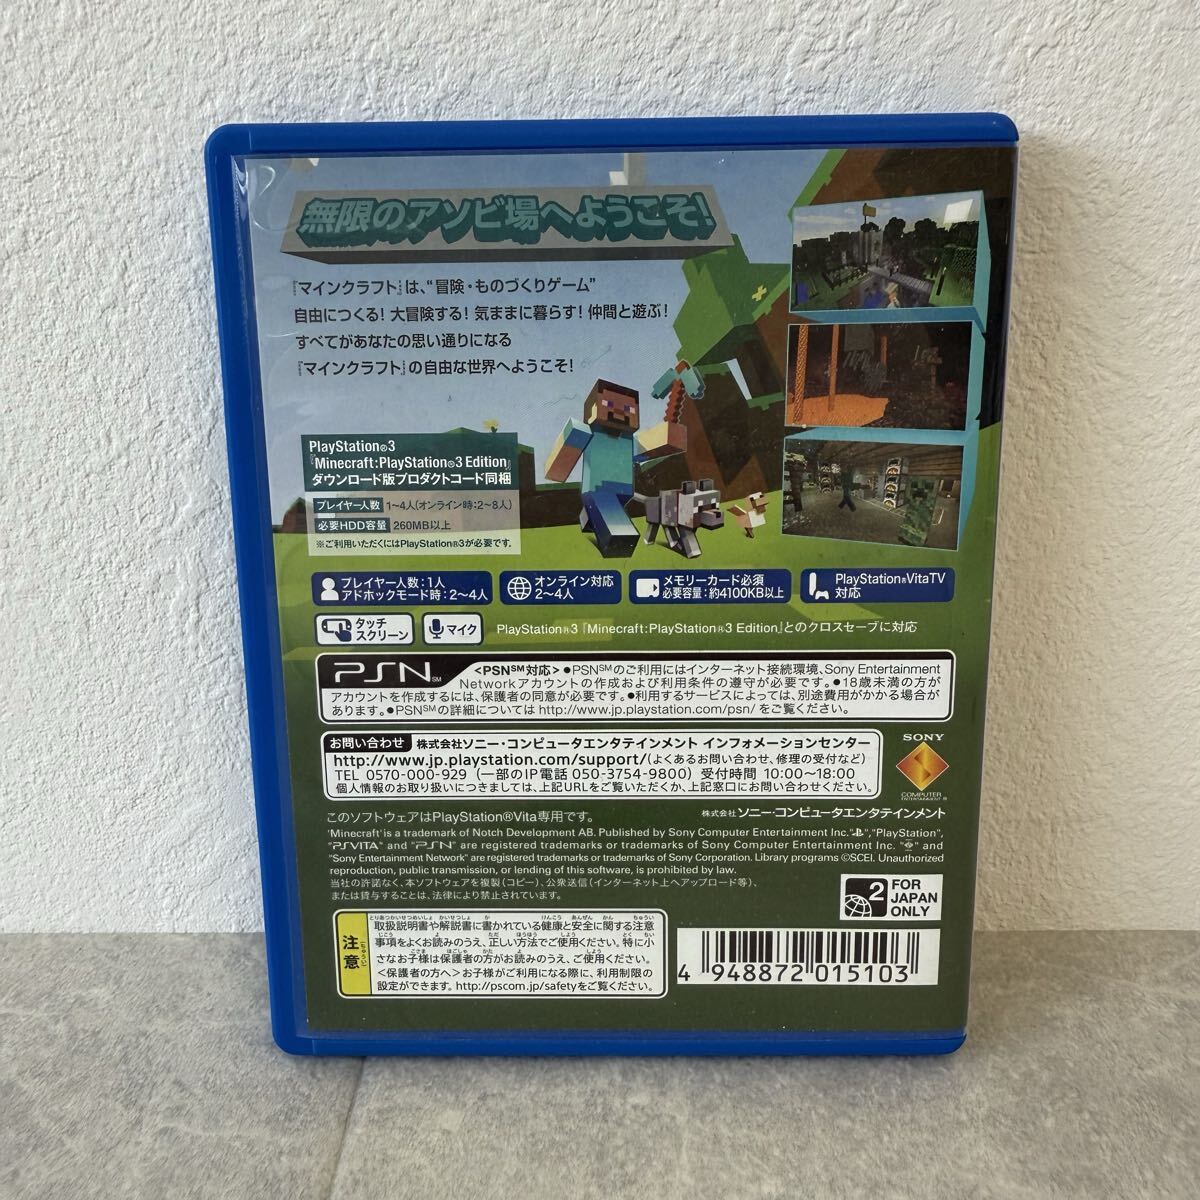 無限のアソビ場へようこそ!
『マインクラフト』は、“冒険・ものづくりゲーム”
自由につくる! 大冒険する! 気ままに暮らす! 仲間と遊ぶ!
すべてがあなたの思い通りになる
『マインクラフト』の自由な世界へようこそ!
PlayStation®3
『Minecraft:PlayStation®3 Edition』
ダウンロード版プロダクトコード同梱
プレイヤー人数 1~4人(オンライン時:2~8人)
必要HDD容量 260MB以上
※ご利用いただくにはPlayStation®3が必要です。
プレイヤー人数:1人
アドホックモード時:2~4人
オンライン対応
2~4人
メモリーカード必須
必要容量:約4100KB以上
PlayStation®VitaTV
対応
タッチ
スクリーン
マイク
PlayStation®3『Minecraft:PlayStation®3 Edition』とのクロスセーブに対応
PSN℠ <PSN℠対応> ●PSN℠のご利用にはインターネット接続環境、Sony Entertainment
Networkアカウントの作成および利用条件の遵守が必要です。●18歳未満の方が
アカウントを作成するには、保護者の同意が必要です。●利用するサービスによっては、別途費用がかかる場合が
あります。●PSN℠の詳細については http://www.jp.playstation.com/psn/ をご覧ください。
お問い合わせ 株式会社ソニー・コンピュータエンタテインメント インフォメーションセンター
http://www.jp.playstation.com/support/(よくあるお問い合わせ、修理の受付など)
TEL 0570-000-929 (一部のIP電話 050-3754-9800) 受付時間 10:00~18:00
個人情報のお取り扱いにつきましては、上記URLをご覧いただくか、上記窓口にお問い合わせください。
SONY
COMPUTER
ENTERTAINMENT®
このソフトウェアはPlayStation®Vita専用です。
株式会社ソニー・コンピュータエンタテインメント
'Minecraft' is a trademark of Notch Development AB. Published by Sony Computer Entertainment Inc. " ", "PlayStation",
"PSVITA" and "PSN" are registered trademarks or trademarks of Sony Computer Entertainment Inc. " " and
"Sony Entertainment Network" are registered trademarks or trademarks of Sony Corporation. Library programs ©SCEI. Unauthorized
reproduction, public transmission, or lending of this software, is prohibited by law.
当社の許諾なく、本ソフトウェアを複製(コピー)、公衆送信(インターネット上へアップロード等)、
または貸与することは、法律により禁止されています。
2
FOR
JAPAN
ONLY
注意
取扱説明書や解説書に書かれている健康と安全に関する注意
事項をよくお読みのうえ、正しい方法でご使用ください。特に小
さなお子様は保護者の方がお読みのうえ、ご使用ください。
<保護者の方へ> お子様がご利用になる際に、利用制限の
設定ができます。http://pscom.jp/safetyをご覧ください。
4 948872 015103